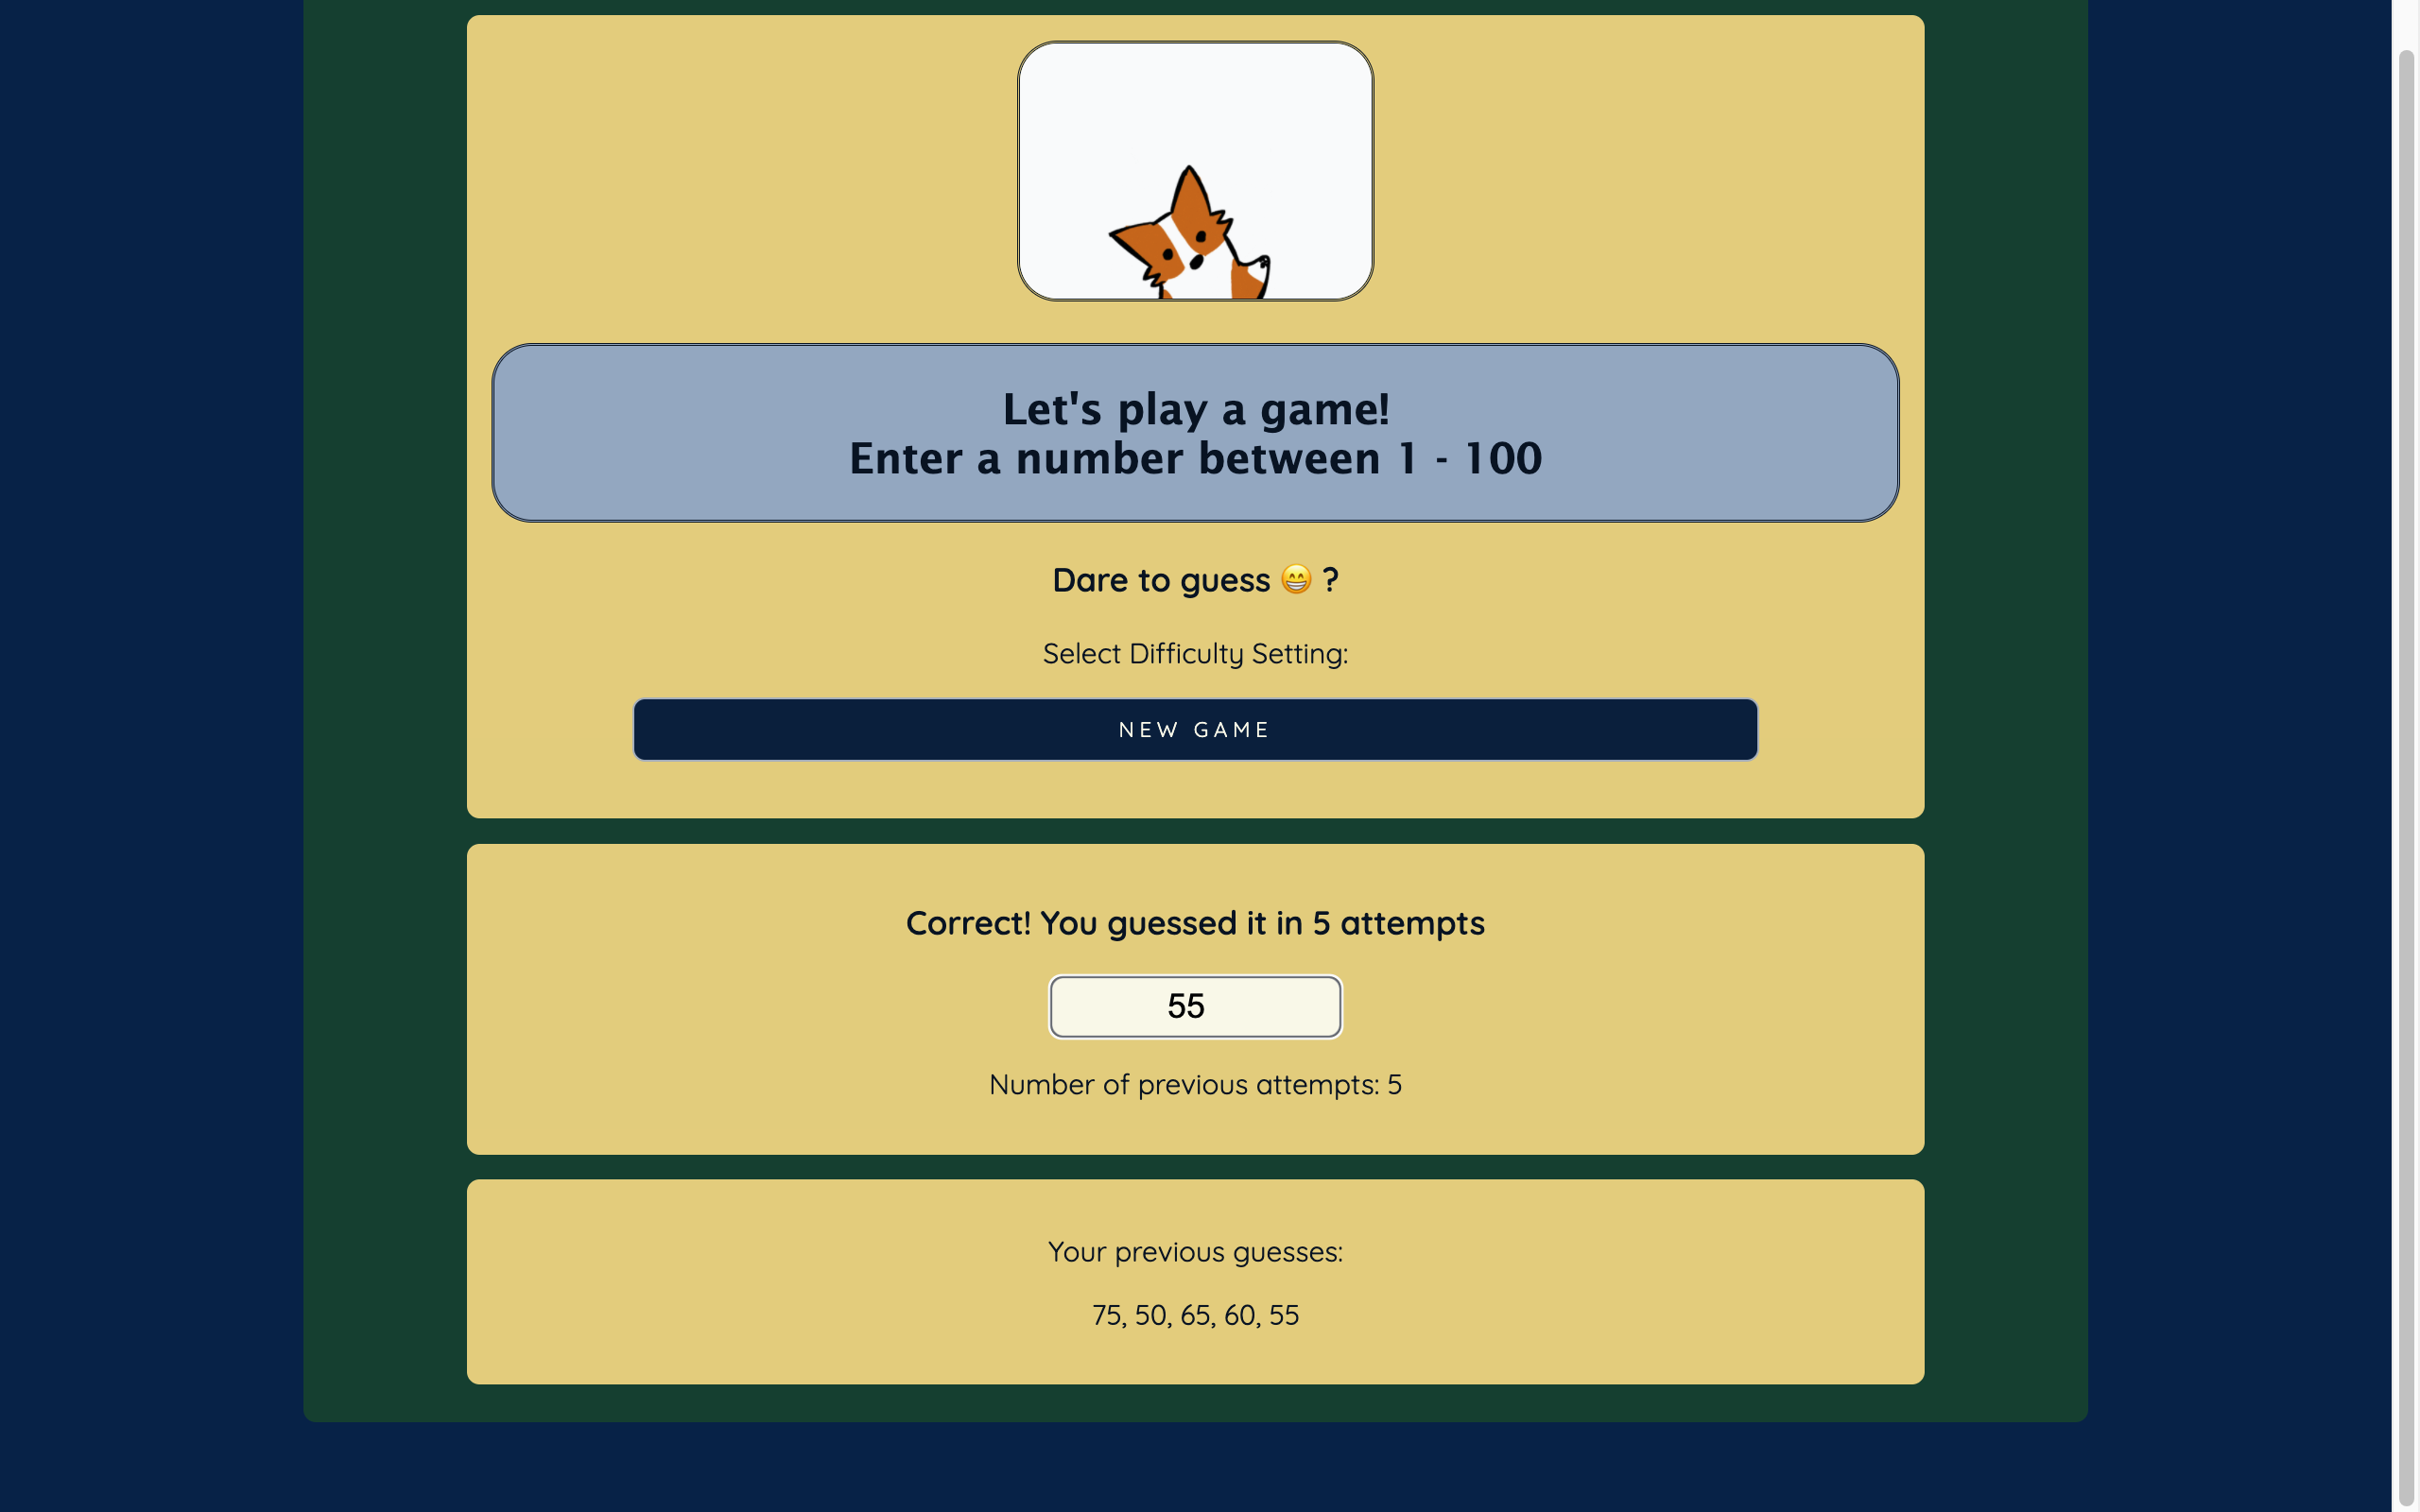 Let's play a game!
Enter a number between 1 - 100
Dare to guess 😁 ?
Select Difficulty Setting:
NEW GAME
Correct! You guessed it in 5 attempts
55
Number of previous attempts: 5
Your previous guesses:
75, 50, 65, 60, 55